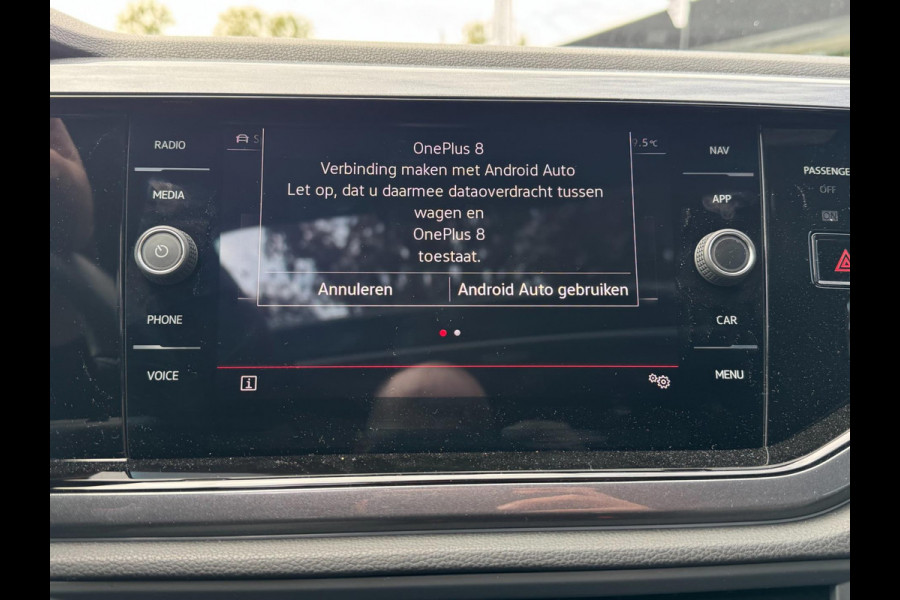 RADIO
MEDIA
PHONE
VOICE
OnePlus 8
Verbinding maken met Android Auto
Let op, dat u daarmee dataoverdracht tussen
wagen en
OnePlus 8
toestaat.
Annuleren
Android Auto gebruiken
NAV
APP
CAR
MENU
PASSENGE
OFF